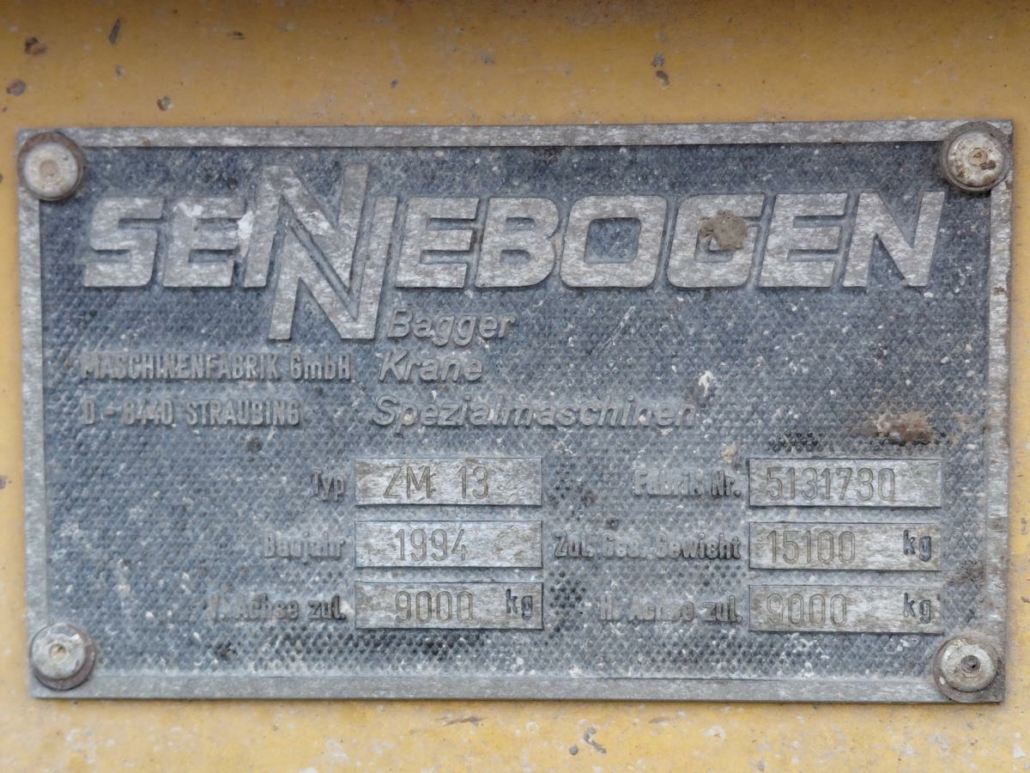 SENNEBOGEN
Bagger
MASCHINENFABRIK GmbH Krane
D-8440 STRAUBING Spezialmaschinen
Typ ZM 13 Fabrik Nr. 5131730
Baujahr 1994 Zul. Ges. Gewicht 15100 kg
V. Achse zul. 9000 kg H. Achse zul. 9000 kg